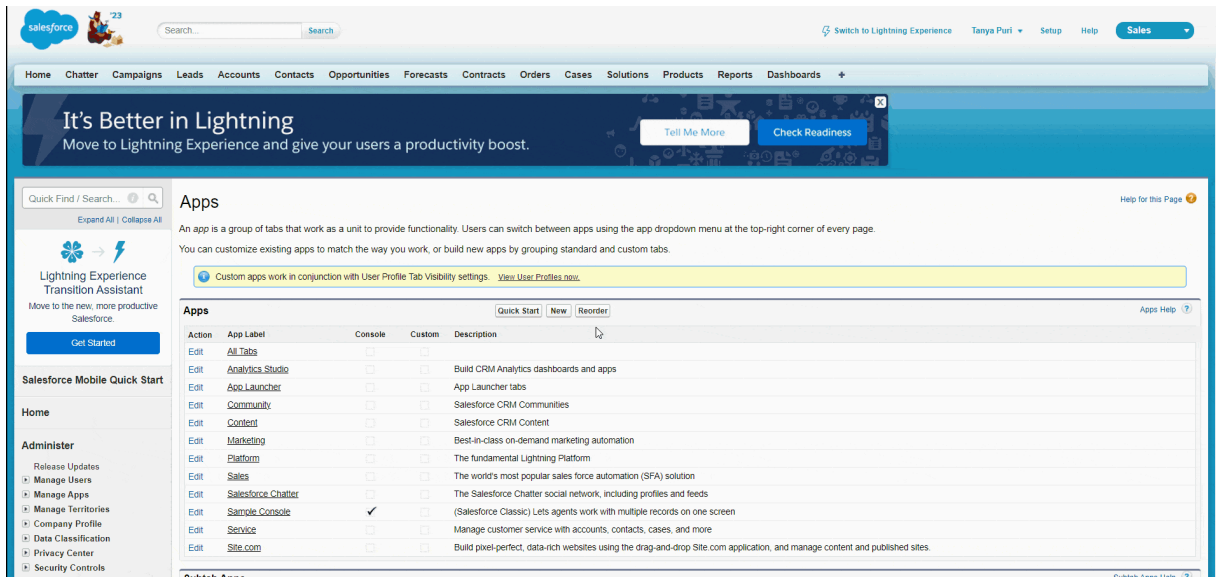 salesforce
'23
Search...
Search
Switch to Lightning Experience
Tanya Puri
Setup
Help
Sales
Home Chatter Campaigns Leads Accounts Contacts Opportunities Forecasts Contracts Orders Cases Solutions Products Reports Dashboards +
It's Better in Lightning
Move to Lightning Experience and give your users a productivity boost.
Tell Me More
Check Readiness
X
Quick Find / Search...
Expand All | Collapse All
Lightning Experience
Transition Assistant
Move to the new, more productive
Salesforce.
Get Started
Salesforce Mobile Quick Start
Home
Administer
Release Updates
Manage Users
Manage Apps
Manage Territories
Company Profile
Data Classification
Privacy Center
Security Controls
Apps
Help for this Page ?
An app is a group of tabs that work as a unit to provide functionality. Users can switch between apps using the app dropdown menu at the top-right corner of every page.
You can customize existing apps to match the way you work, or build new apps by grouping standard and custom tabs.
Custom apps work in conjunction with User Profile Tab Visibility settings. View User Profiles now.
Apps Quick Start New Reorder Apps Help ?
Action App Label Console Custom Description
Edit All Tabs
Edit Analytics Studio Build CRM Analytics dashboards and apps
Edit App Launcher App Launcher tabs
Edit Community Salesforce CRM Communities
Edit Content Salesforce CRM Content
Edit Marketing Best-in-class on-demand marketing automation
Edit Platform The fundamental Lightning Platform
Edit Sales The world's most popular sales force automation (SFA) solution
Edit Salesforce Chatter The Salesforce Chatter social network, including profiles and feeds
Edit Sample Console ✓ (Salesforce Classic) Lets agents work with multiple records on one screen
Edit Service Manage customer service with accounts, contacts, cases, and more
Edit Site.com Build pixel-perfect, data-rich websites using the drag-and-drop Site.com application, and manage content and published sites.
Subtab Apps Subtab Apps Help ?